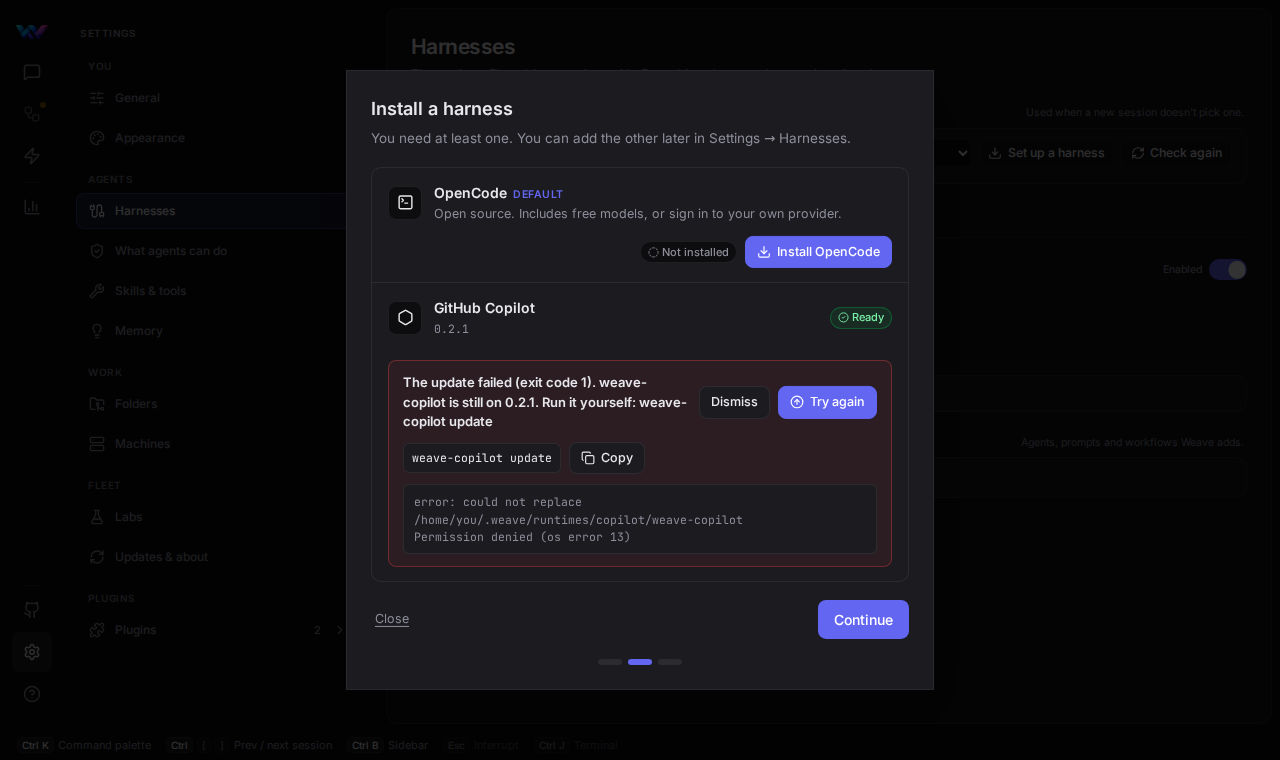 SETTINGS
YOU
General
Appearance
AGENTS
Harnesses
What agents can do
Skills & tools
Memory
WORK
Folders
Machines
FLEET
Labs
Updates & about
PLUGINS
Plugins 2
Harnesses
Used when a new session doesn't pick one.
Set up a harness
Check again
Enabled
Agents, prompts and workflows Weave adds.
Install a harness
You need at least one. You can add the other later in Settings → Harnesses.
OpenCode DEFAULT
Open source. Includes free models, or sign in to your own provider.
Not installed
Install OpenCode
GitHub Copilot
0.2.1
Ready
The update failed (exit code 1). weave-
copilot is still on 0.2.1. Run it yourself: weave-
copilot update
Dismiss
Try again
weave-copilot update
Copy
error: could not replace
/home/you/.weave/runtimes/copilot/weave-copilot
Permission denied (os error 13)
Close
Continue
Ctrl K Command palette Ctrl [ ] Prev / next session Ctrl B Sidebar Esc Interrupt Ctrl J Terminal